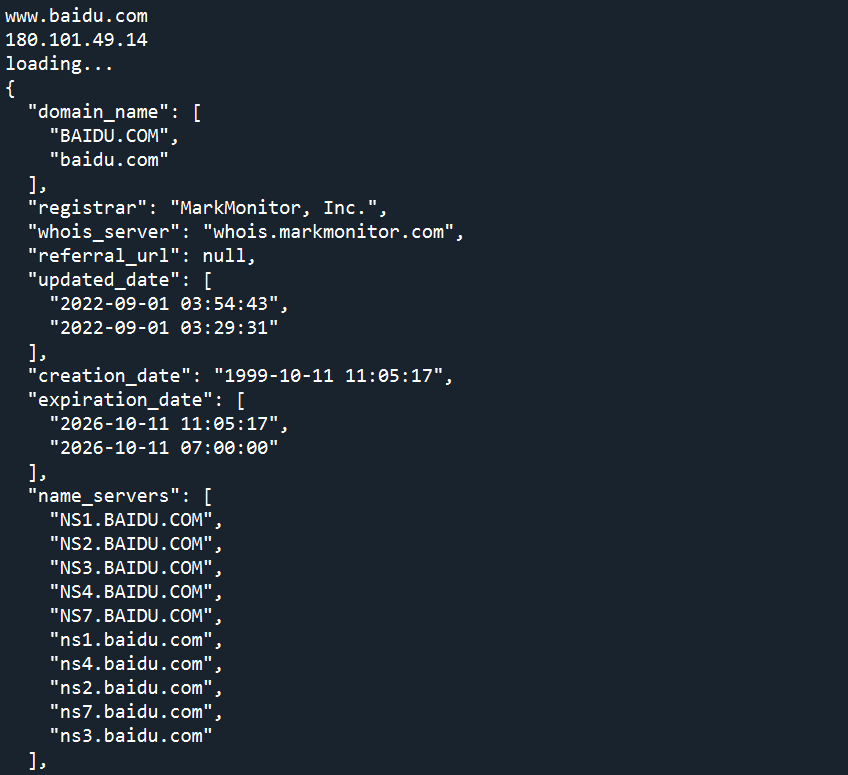 www.baidu.com
180.101.49.14
loading...
{
  "domain_name": [
    "BAIDU.COM",
    "baidu.com"
  ],
  "registrar": "MarkMonitor, Inc.",
  "whois_server": "whois.markmonitor.com",
  "referral_url": null,
  "updated_date": [
    "2022-09-01 03:54:43",
    "2022-09-01 03:29:31"
  ],
  "creation_date": "1999-10-11 11:05:17",
  "expiration_date": [
    "2026-10-11 11:05:17",
    "2026-10-11 07:00:00"
  ],
  "name_servers": [
    "NS1.BAIDU.COM",
    "NS2.BAIDU.COM",
    "NS3.BAIDU.COM",
    "NS4.BAIDU.COM",
    "NS7.BAIDU.COM",
    "ns1.baidu.com",
    "ns4.baidu.com",
    "ns2.baidu.com",
    "ns7.baidu.com",
    "ns3.baidu.com"
  ],